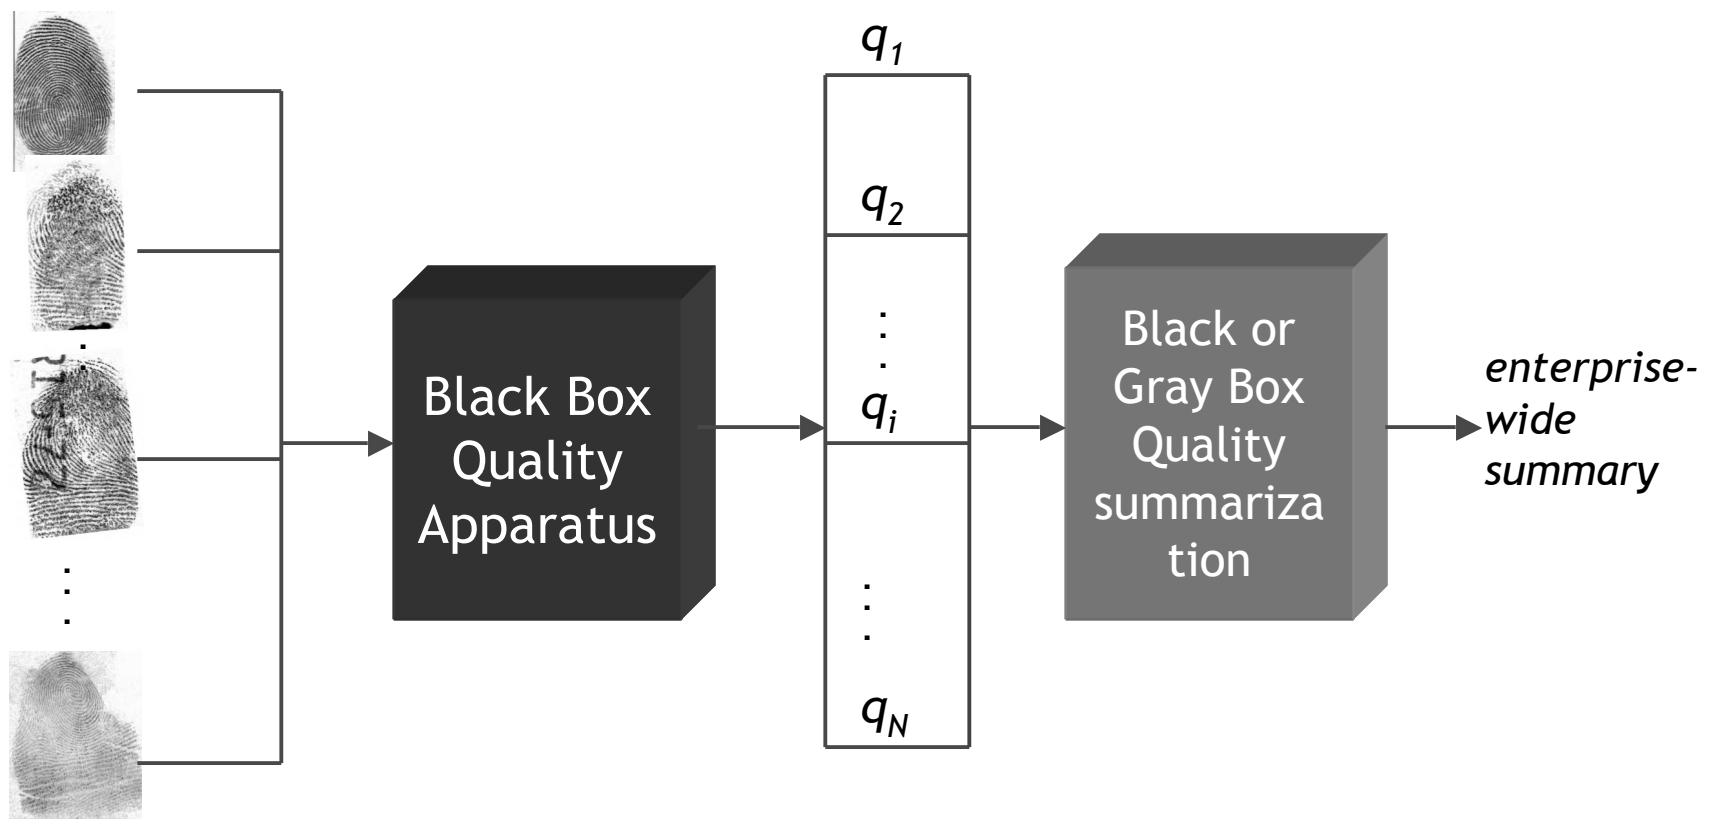 q1
q2
.
.
.
qi
.
.
.
qN
Black Box
Quality
Apparatus
Black or
Gray Box
Quality
summariza
tion
enterprise-
wide
summary